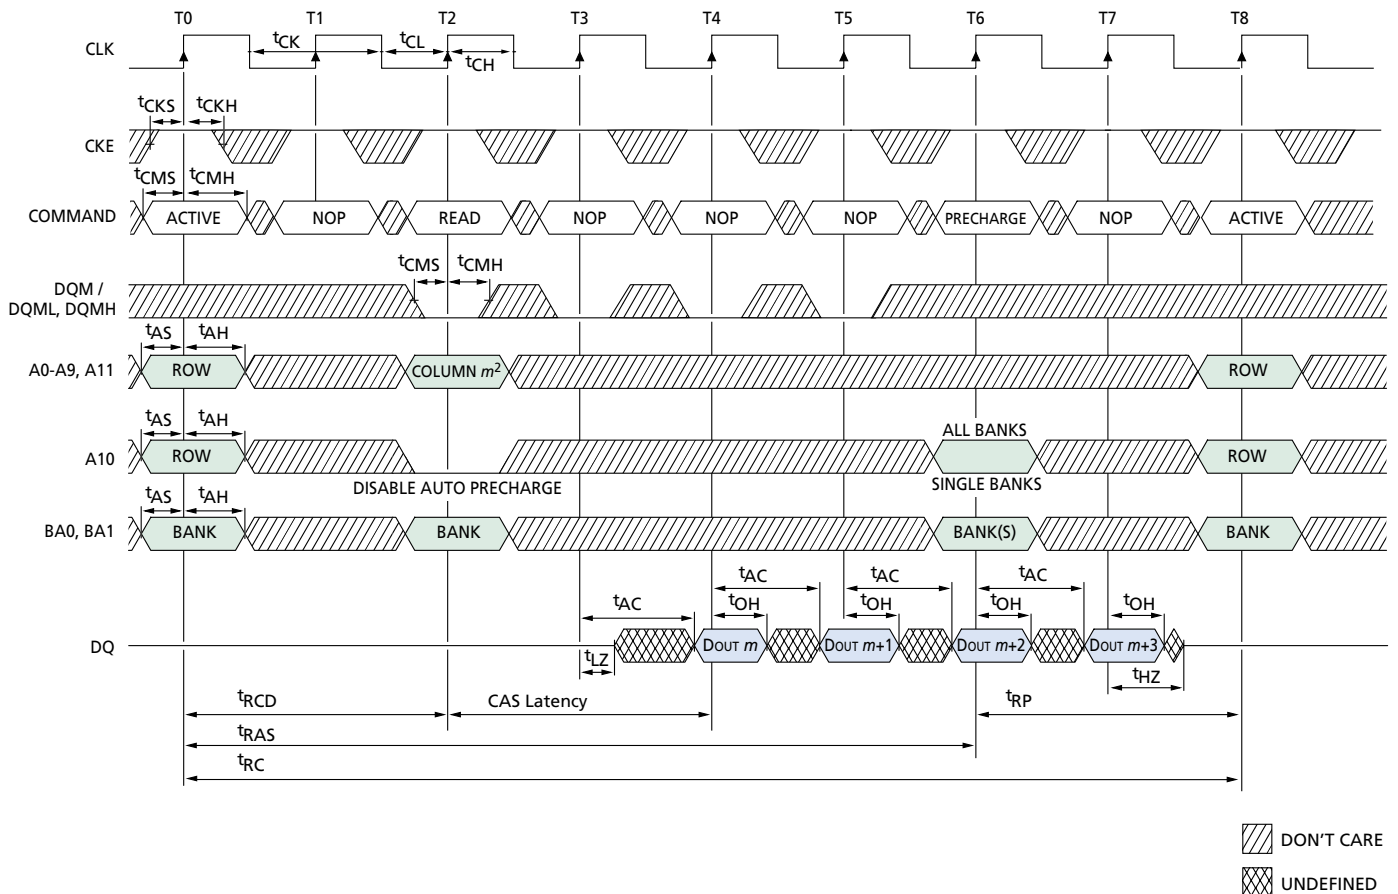 T0 T1 T2 T3 T4 T5 T6 T7 T8
CLK
tCK tCL
tCH
tCKS tCKH
CKE
tCMS tCMH
COMMAND ACTIVE NOP READ NOP NOP NOP PRECHARGE NOP ACTIVE
tCMS tCMH
DQM /
DQML, DQMH
tAS tAH
A0-A9, A11 ROW COLUMN m2 ROW
tAS tAH
ALL BANKS
A10 ROW ROW
DISABLE AUTO PRECHARGE SINGLE BANKS
tAS tAH
BA0, BA1 BANK BANK BANK(S) BANK
tAC tAC tAC
tAC tOH tOH tOH tOH
DQ DOUT m DOUT m+1 DOUT m+2 DOUT m+3
tLZ tHZ
tRCD CAS Latency tRP
tRAS
tRC
DON'T CARE
UNDEFINED